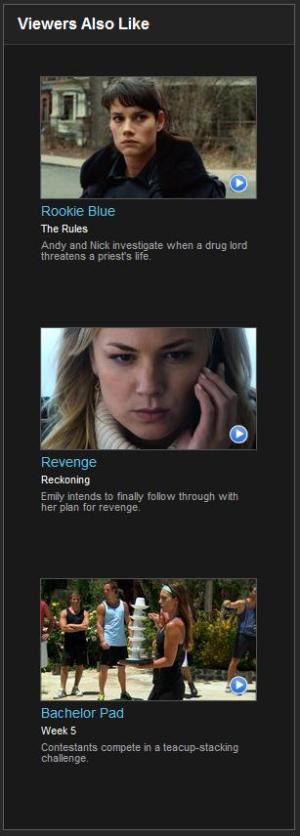 Viewers Also Like
Rookie Blue
The Rules
Andy and Nick investigate when a drug lord
threatens a priest's life.
Revenge
Reckoning
Emily intends to finally follow through with
her plan for revenge.
Bachelor Pad
Week 5
Contestants compete in a teacup-stacking
challenge.